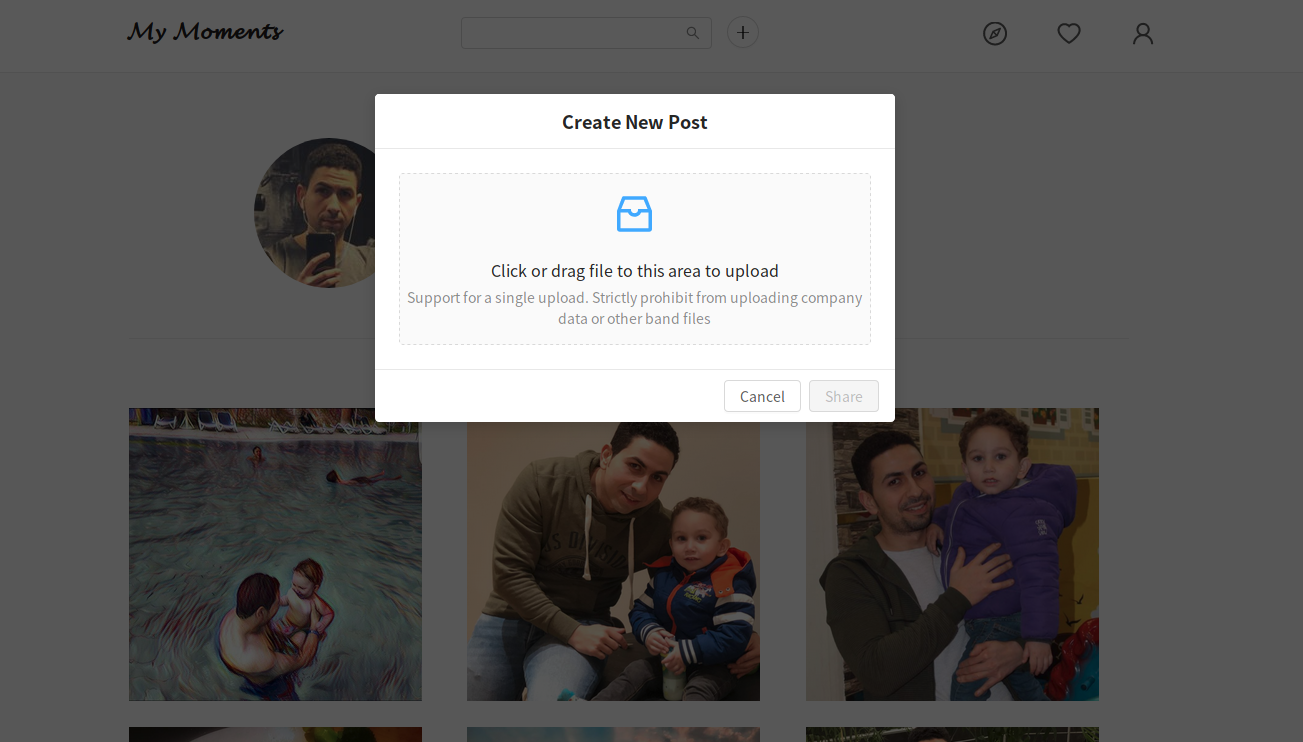 My Moments
Create New Post
Click or drag file to this area to upload
Support for a single upload. Strictly prohibit from uploading company
data or other band files
Cancel
Share